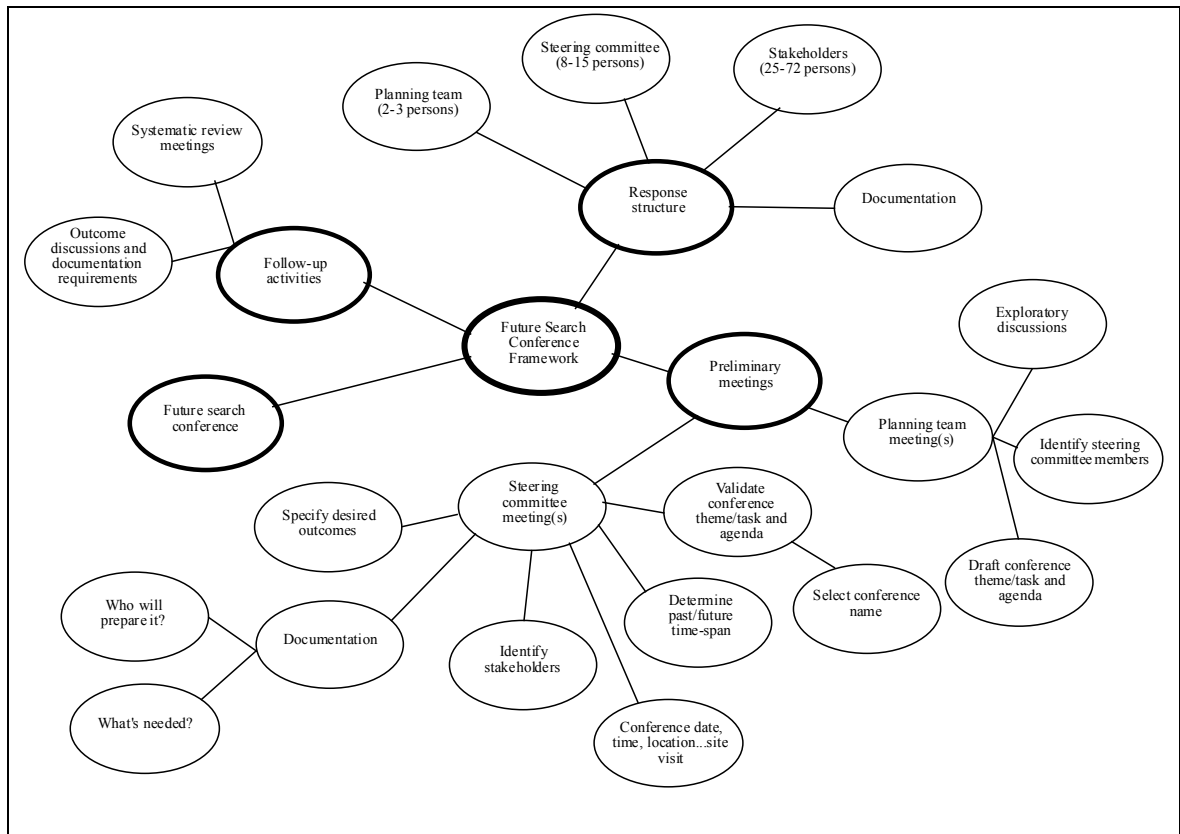 Steering committee
(8-15 persons)
Stakeholders
(25-72 persons)
Planning team
(2-3 persons)
Systematic review
meetings
Response
structure
Documentation
Outcome
discussions and
documentation
requirements
Follow-up
activities
Future Search
Conference
Framework
Exploratory
discussions
Preliminary
meetings
Future search
conference
Planning team
meeting(s)
Identify steering
committee members
Steering
committee
meeting(s)
Validate
conference
theme/task and
agenda
Specify desired
outcomes
Draft conference
theme/task and
agenda
Select conference
name
Determine
past/future
time-span
Who will
prepare it?
Documentation
Identify
stakeholders
What's needed?
Conference date,
time, location...site
visit